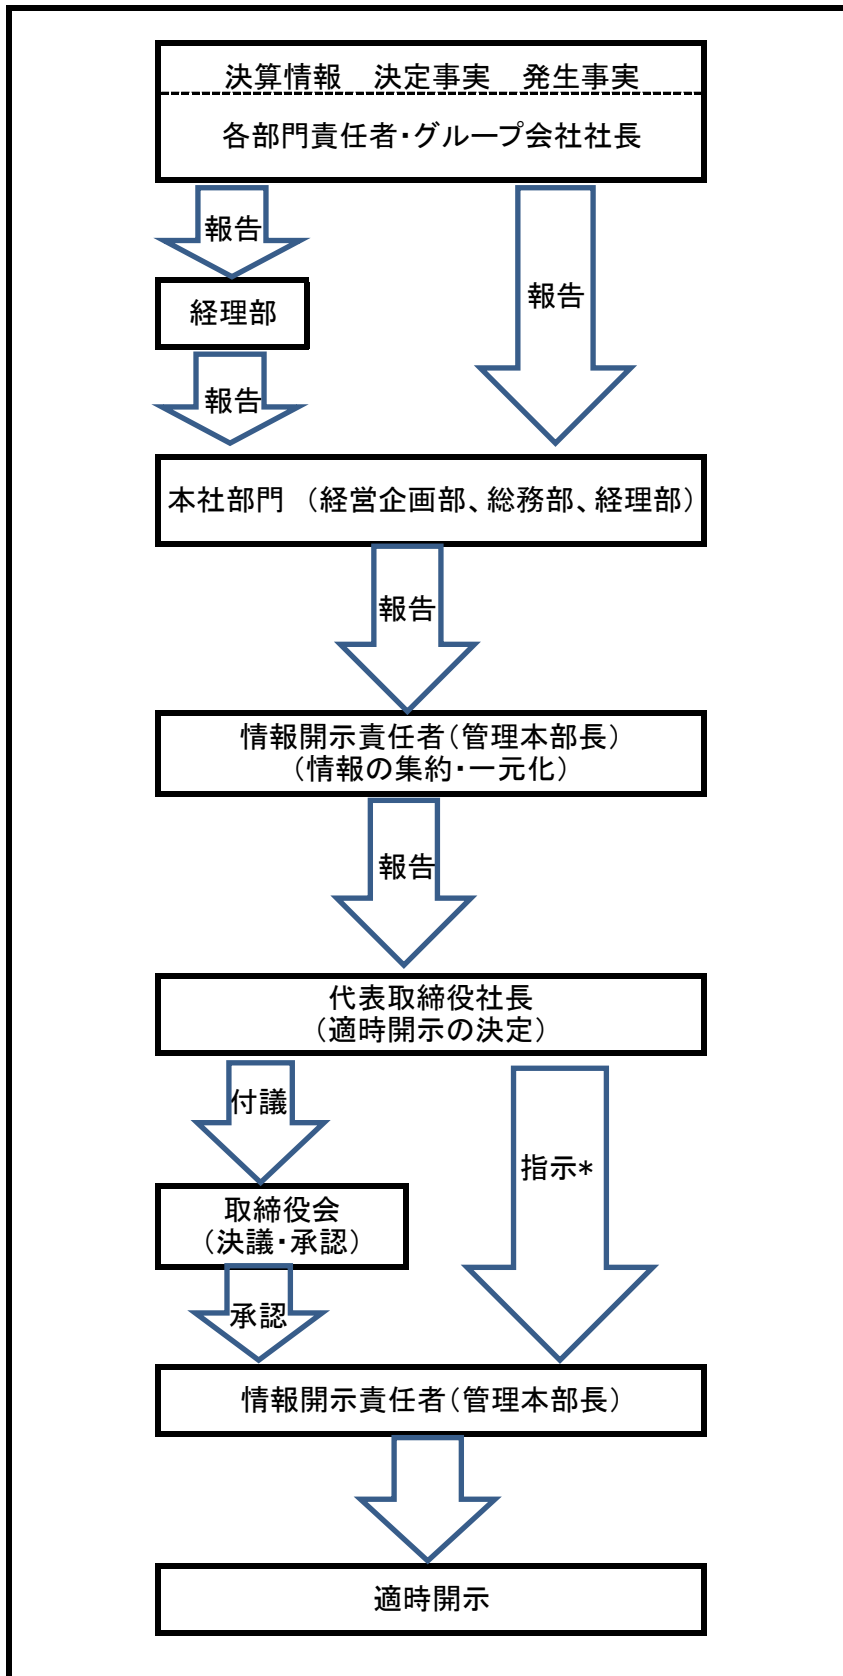 決算情報　決定事実　発生事実
各部門責任者・グループ会社社長
報告
経理部
報告
報告
本社部門　（経営企画部、総務部、経理部）
報告
情報開示責任者（管理本部長）
（情報の集約・一元化）
報告
代表取締役社長
（適時開示の決定）
付議
指示*
取締役会
（決議・承認）
承認
情報開示責任者（管理本部長）
適時開示